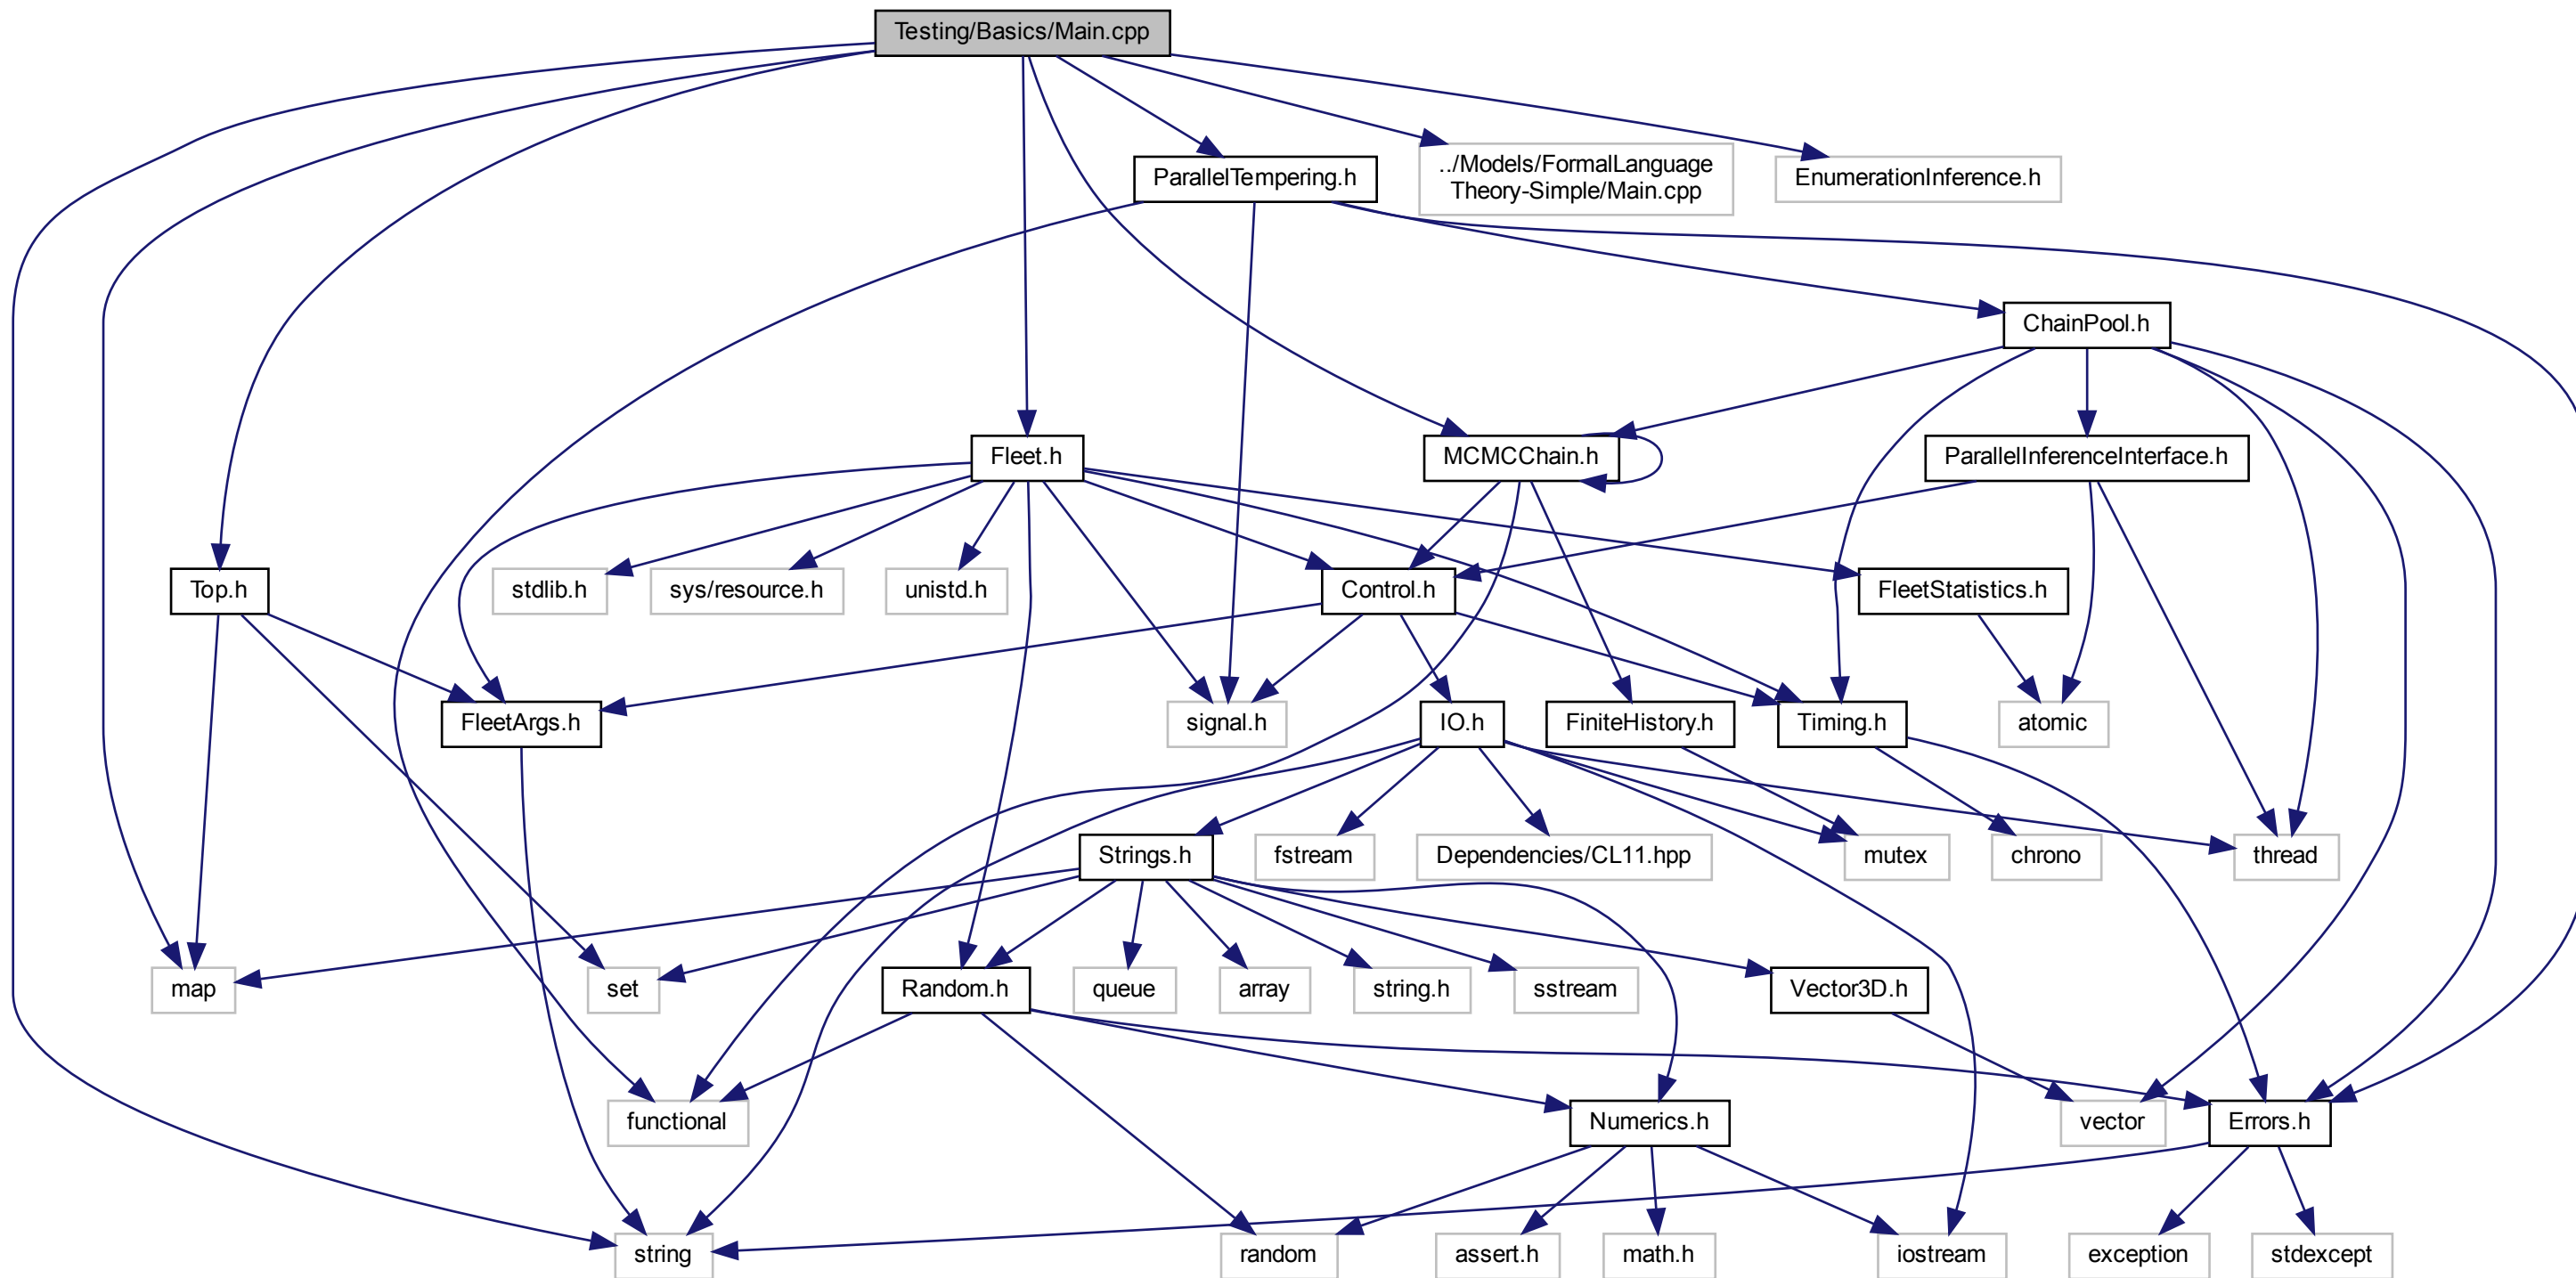 Testing/Basics/Main.cpp
ParallelTempering.h
../Models/FormalLanguage
Theory-Simple/Main.cpp
EnumerationInference.h
ChainPool.h
Fleet.h
MCMCChain.h
ParallelInferenceInterface.h
Top.h
stdlib.h
sys/resource.h
unistd.h
Control.h
FleetStatistics.h
FleetArgs.h
signal.h
IO.h
FiniteHistory.h
Timing.h
atomic
Strings.h
fstream
Dependencies/CL11.hpp
mutex
chrono
thread
map
set
Random.h
queue
array
string.h
sstream
Vector3D.h
functional
Numerics.h
vector
Errors.h
string
random
assert.h
math.h
iostream
exception
stdexcept